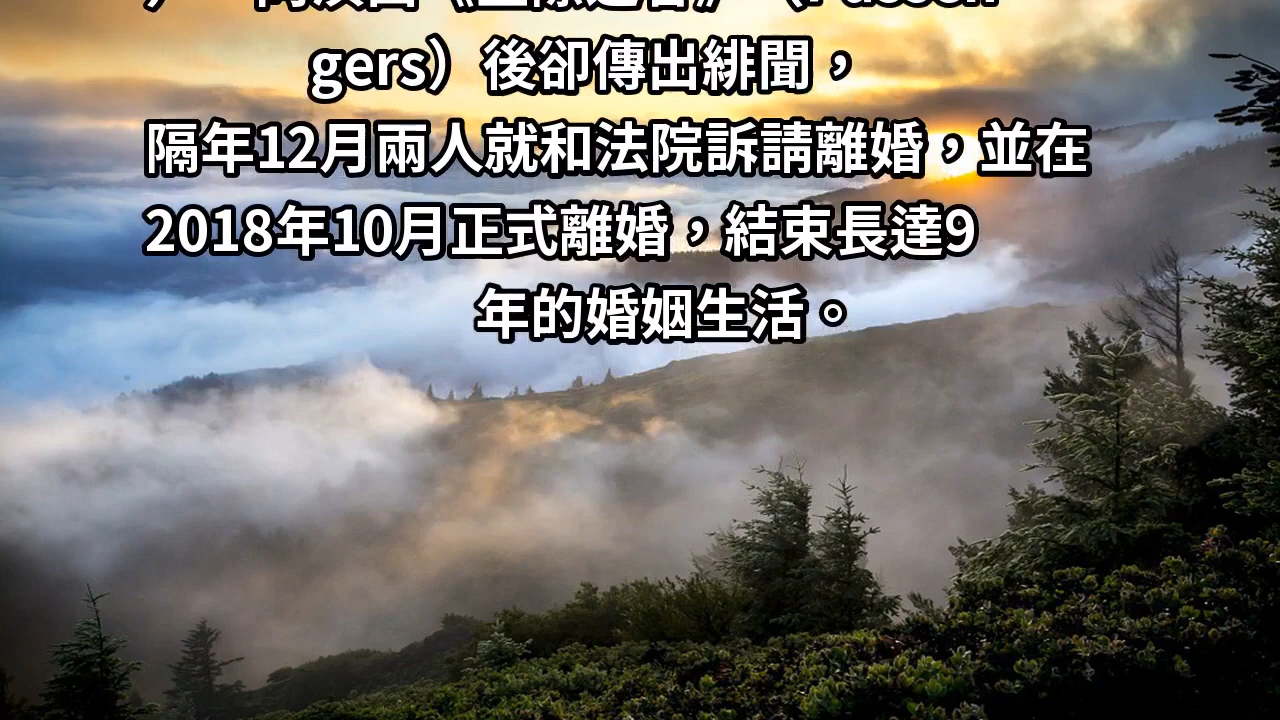 gers）後卻傳出緋聞，
隔年12月兩人就和法院訴請離婚，並在
2018年10月正式離婚，結束長達9
年的婚姻生活。